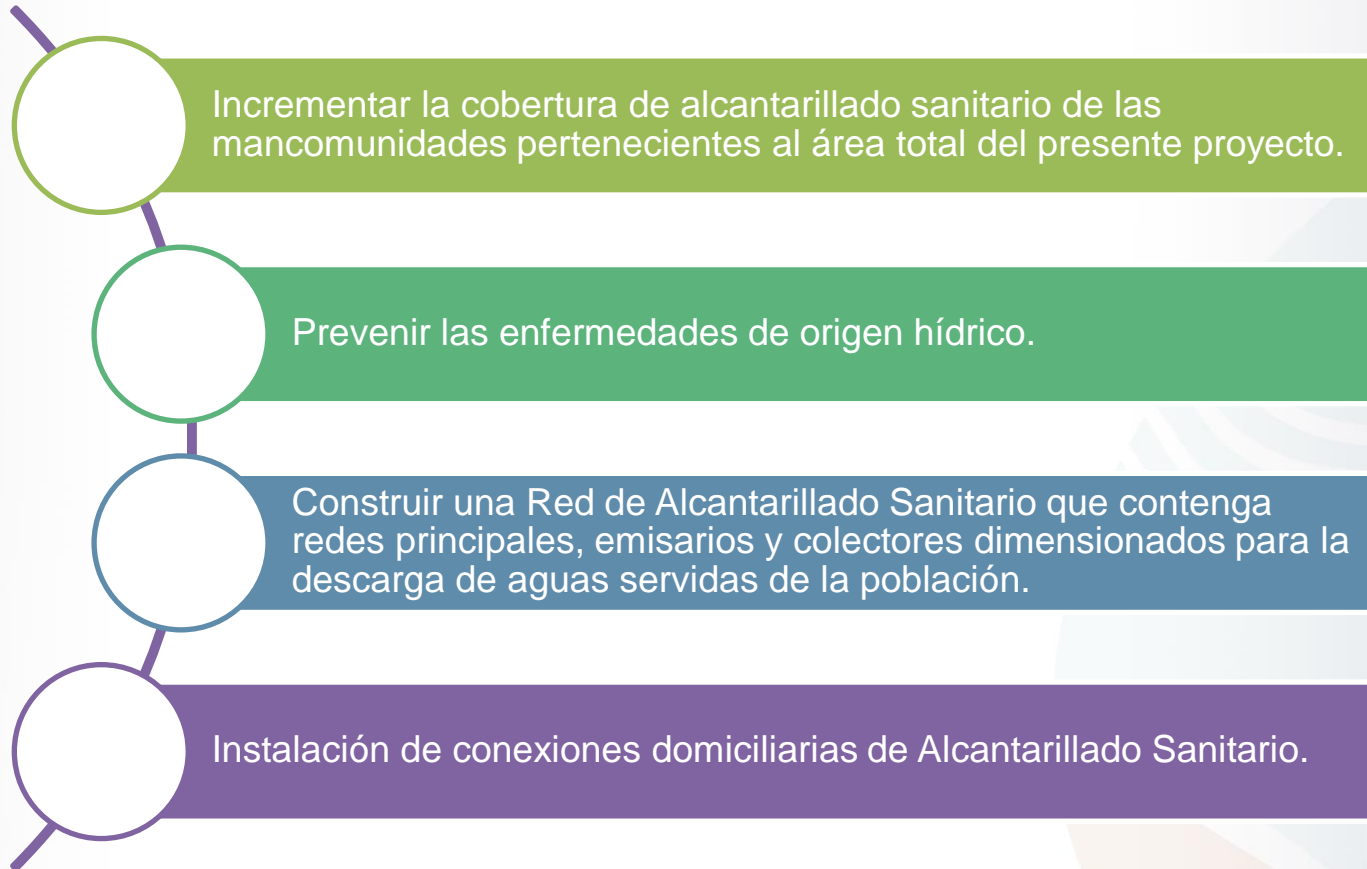 Incrementar la cobertura de alcantarillado sanitario de las
mancomunidades pertenecientes al área total del presente proyecto.
Prevenir las enfermedades de origen hídrico.
Construir una Red de Alcantarillado Sanitario que contenga
redes principales, emisarios y colectores dimensionados para la
descarga de aguas servidas de la población.
Instalación de conexiones domiciliarias de Alcantarillado Sanitario.